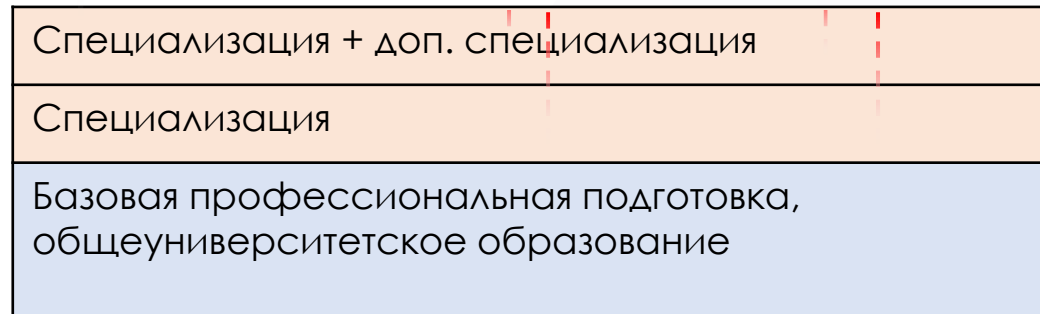 Специализация + доп. специализация
Специализация
Базовая профессиональная подготовка,
общеуниверситетское образование